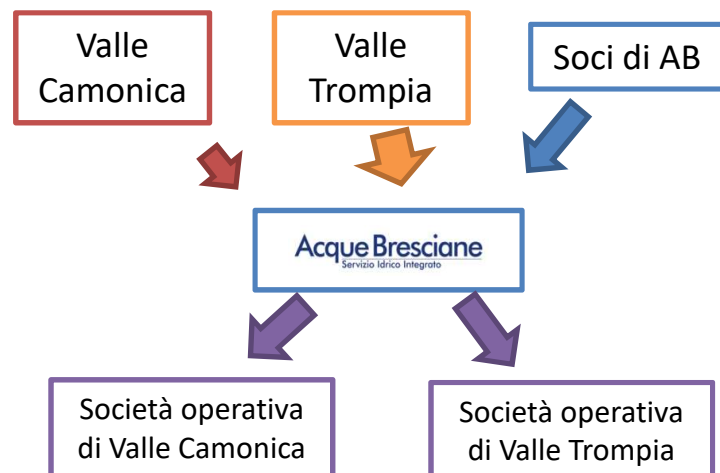 Valle
Camonica
Valle
Trompia
Soci di AB
Acque Bresciane
Servizio Idrico Integrato
Società operativa
di Valle Camonica
Società operativa
di Valle Trompia